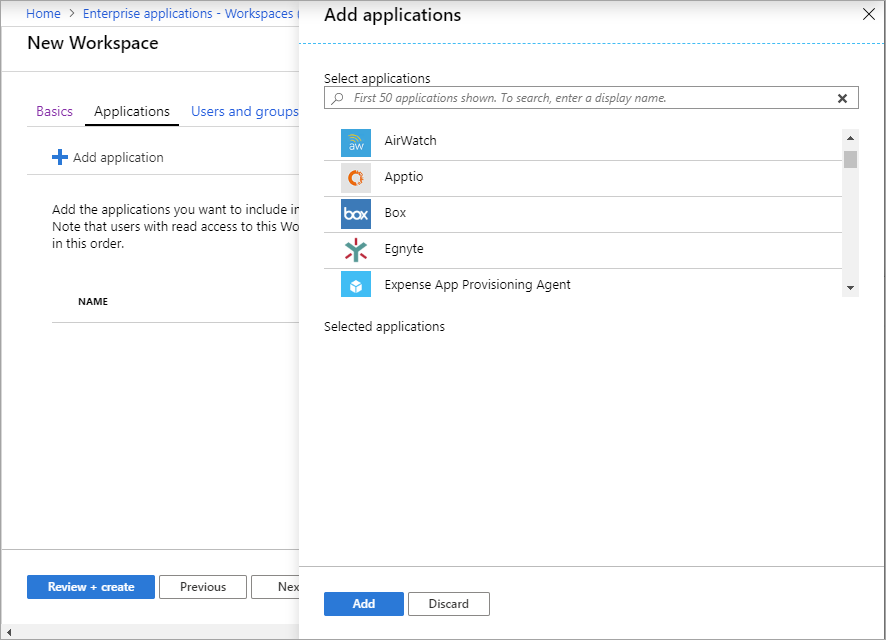 Home > Enterprise applications - Workspaces (
New Workspace
Basics Applications Users and groups
Add application
Add the applications you want to include in
Note that users with read access to this Wo
in this order.
NAME
Review + create Previous Nex
Add applications
Select applications
First 50 applications shown. To search, enter a display name.
aw AirWatch
Apptio
box Box
Egnyte
Expense App Provisioning Agent
Selected applications
Add Discard